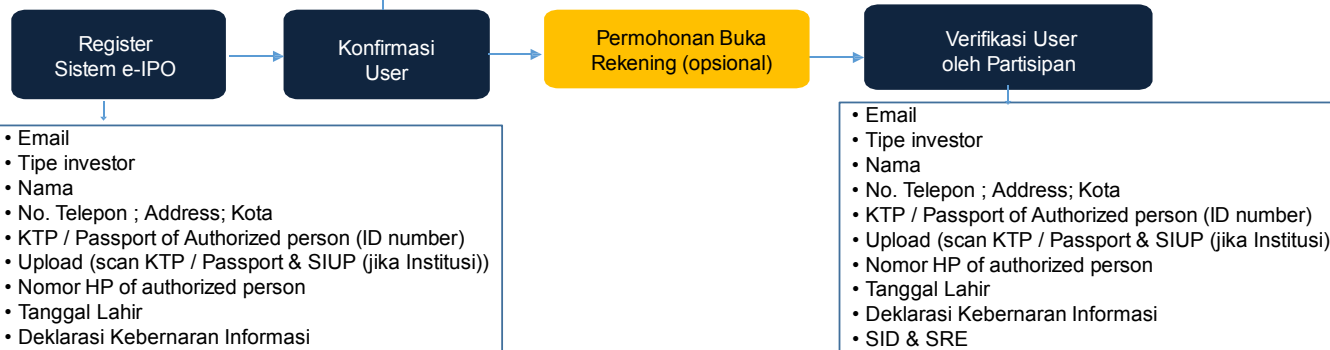 Register
Sistem e-IPO
Konfirmasi
User
Permohonan Buka
Rekening (opsional)
Verifikasi User
oleh Partisipan
• Email
• Tipe investor
• Nama
• No. Telepon ; Address; Kota
• KTP / Passport of Authorized person (ID number)
• Upload (scan KTP / Passport & SIUP (jika Institusi))
• Nomor HP of authorized person
• Tanggal Lahir
• Deklarasi Kebernaran Informasi
• Email
• Tipe investor
• Nama
• No. Telepon ; Address; Kota
• KTP / Passport of Authorized person (ID number)
• Upload (scan KTP / Passport & SIUP (jika Institusi)
• Nomor HP of authorized person
• Tanggal Lahir
• Deklarasi Kebernaran Informasi
• SID & SRE